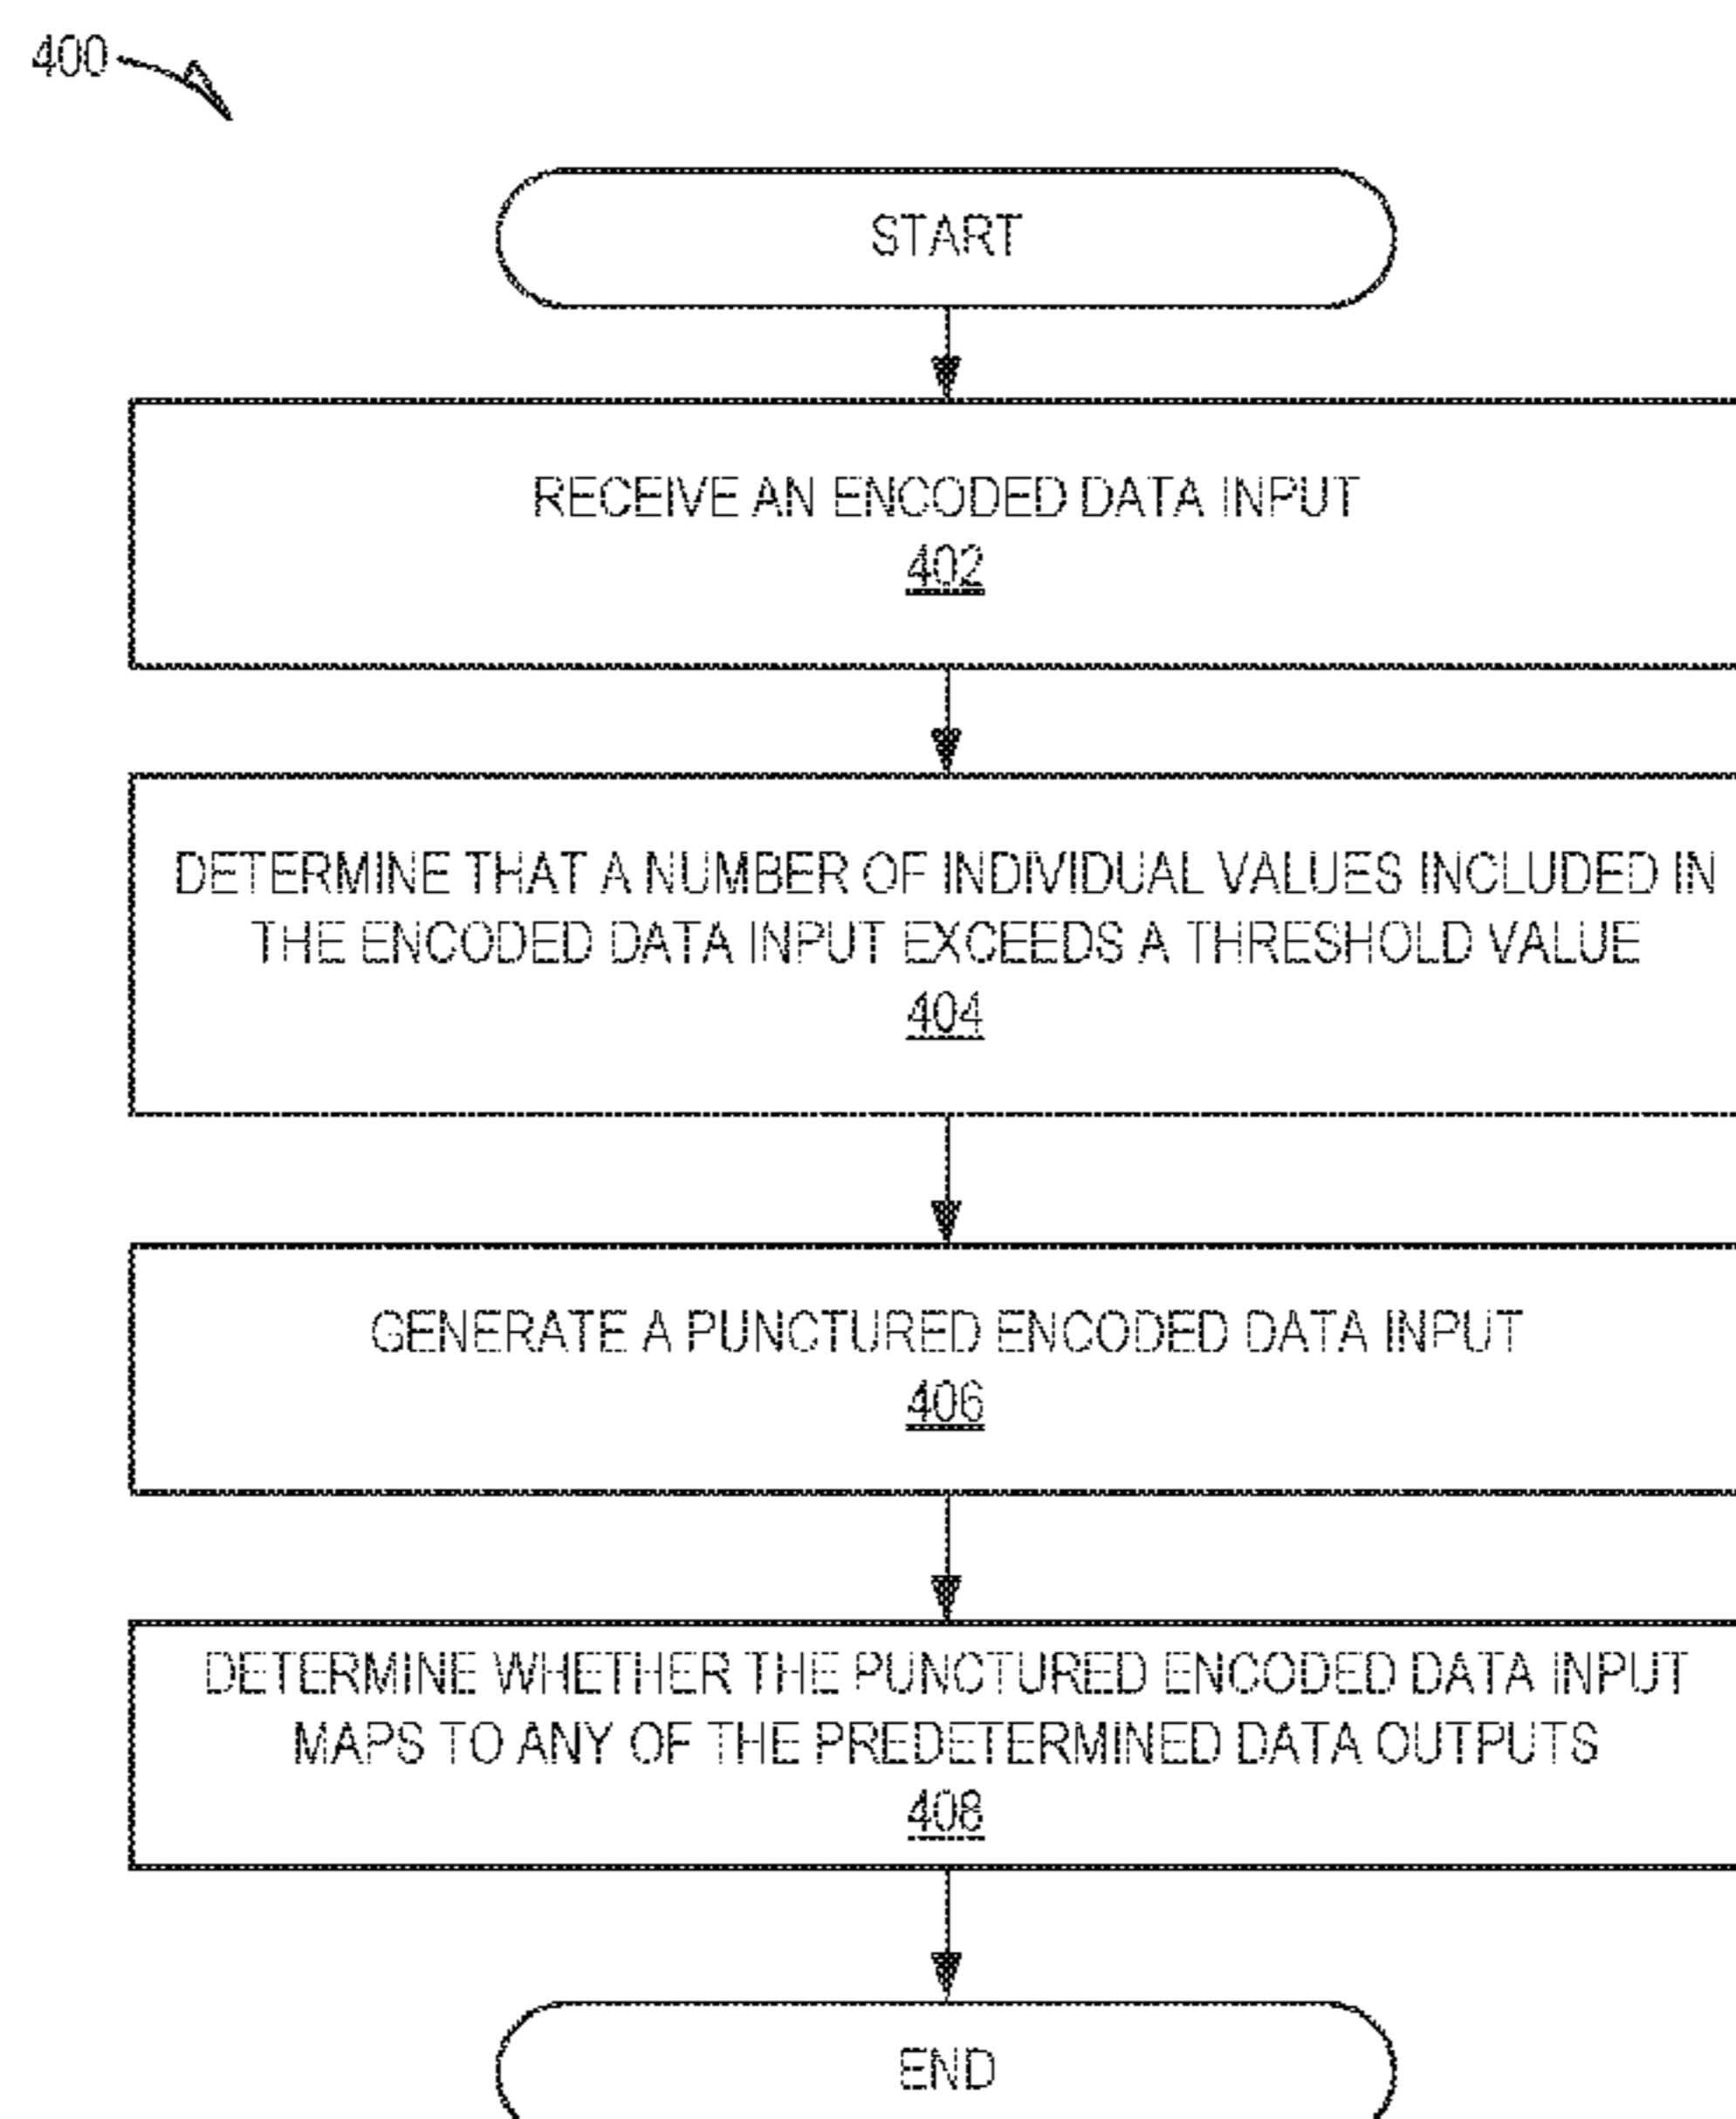 400
START
RECEIVE AN ENCODED DATA INPUT
402
DETERMINE THAT A NUMBER OF INDIVIDUAL VALUES INCLUDED IN
THE ENCODED DATA INPUT EXCEEDS A THRESHOLD VALUE
404
GENERATE A PUNCTURED ENCODED DATA INPUT
406
DETERMINE WHETHER THE PUNCTURED ENCODED DATA INPUT
MAPS TO ANY OF THE PREDETERMINED DATA OUTPUTS
408
END